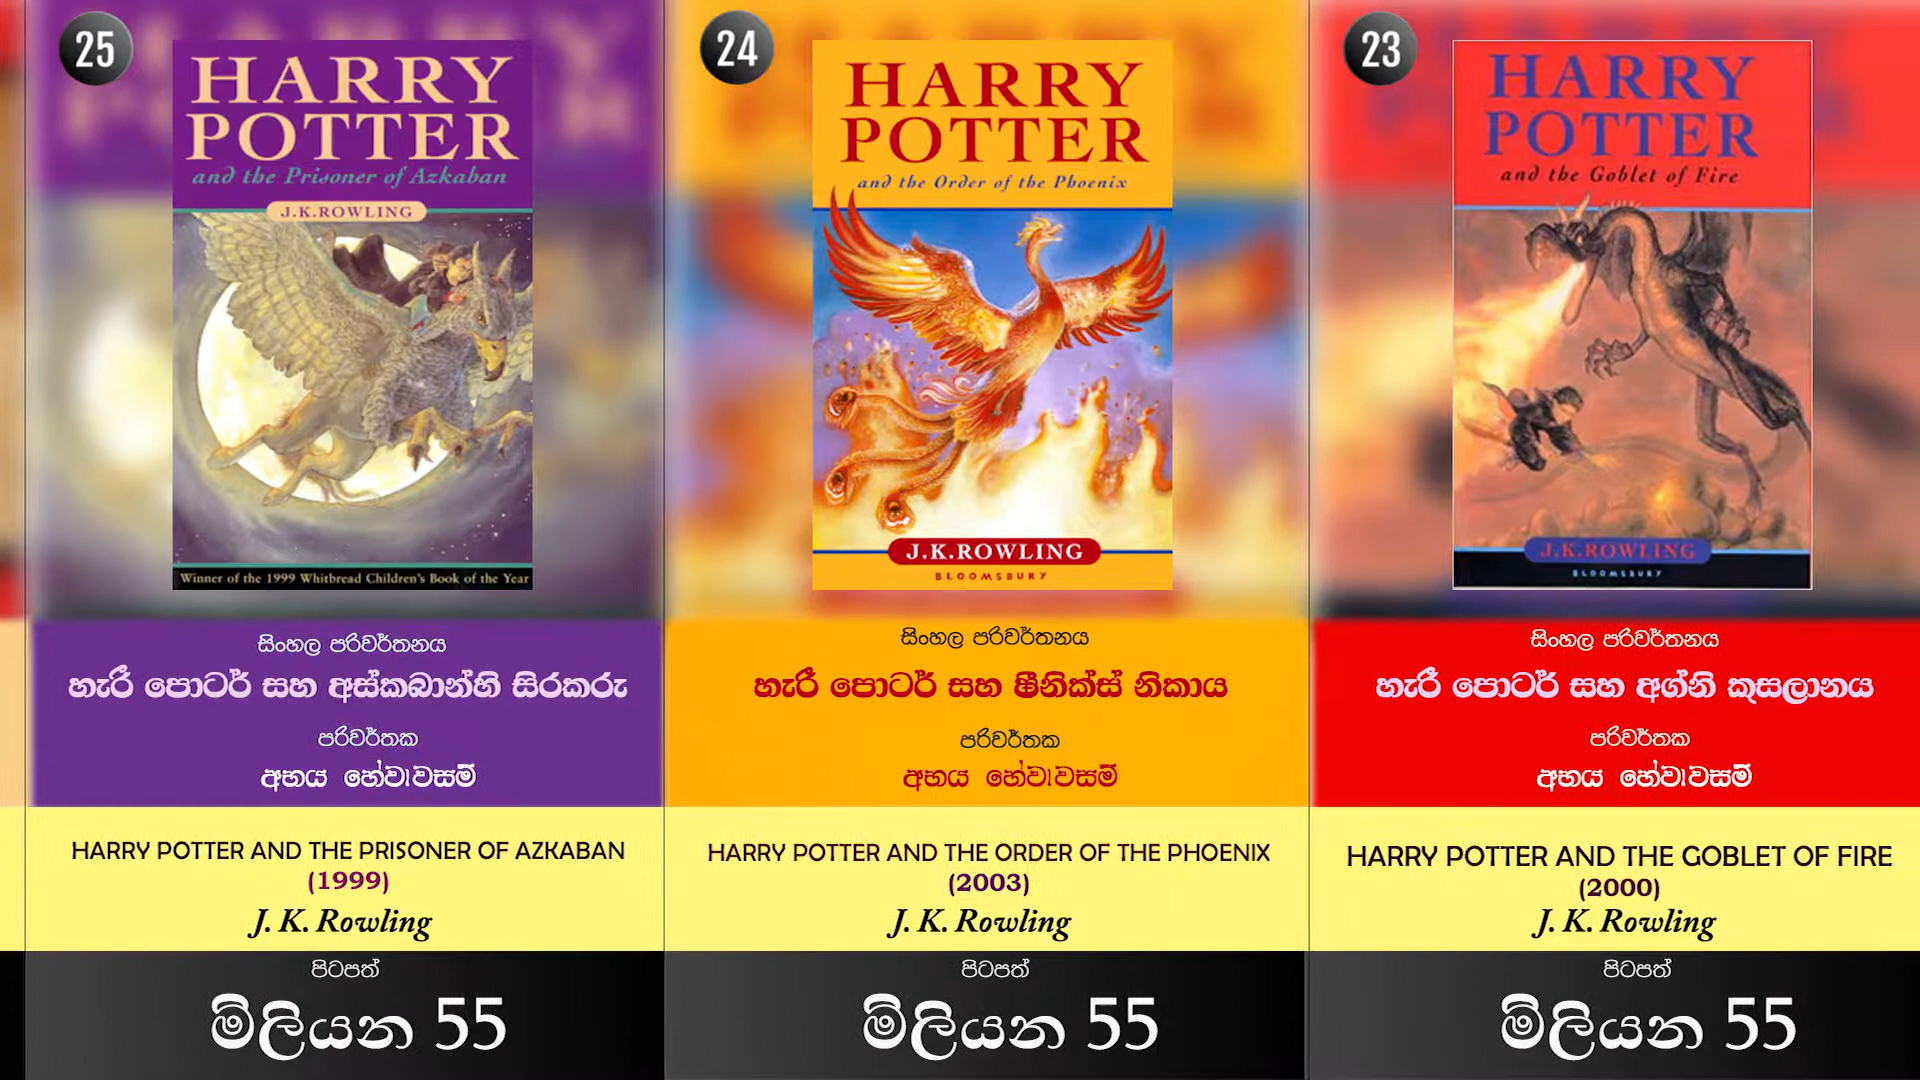 25
HARRY
POTTER
and the Prisoner of Azkaban
J.K.ROWLING
Winner of the 1999 Whitbread Children's Book of the Year
සිංහල පරිවර්තනය
හැරී පොටර් සහ අස්කබාන්හි සිරකරු
පරිවර්තක
අභය හේවාවසම්
HARRY POTTER AND THE PRISONER OF AZKABAN
(1999)
J. K. Rowling
පිටපත්
මිලියන 55
24
HARRY
POTTER
and the Order of the Phoenix
J.K.ROWLING
BLOOMSBURY
සිංහල පරිවර්තනය
හැරී පොටර් සහ ෂීනික්ස් නිකාය
පරිවර්තක
අභය හේවාවසම්
HARRY POTTER AND THE ORDER OF THE PHOENIX
(2003)
J. K. Rowling
පිටපත්
මිලියන 55
23
HARRY
POTTER
and the Goblet of Fire
J.K.ROWLING
BLOOMSBURY
සිංහල පරිවර්තනය
හැරී පොටර් සහ අග්නි කුසලානය
පරිවර්තක
අභය හේවාවසම්
HARRY POTTER AND THE GOBLET OF FIRE
(2000)
J. K. Rowling
පිටපත්
මිලියන 55